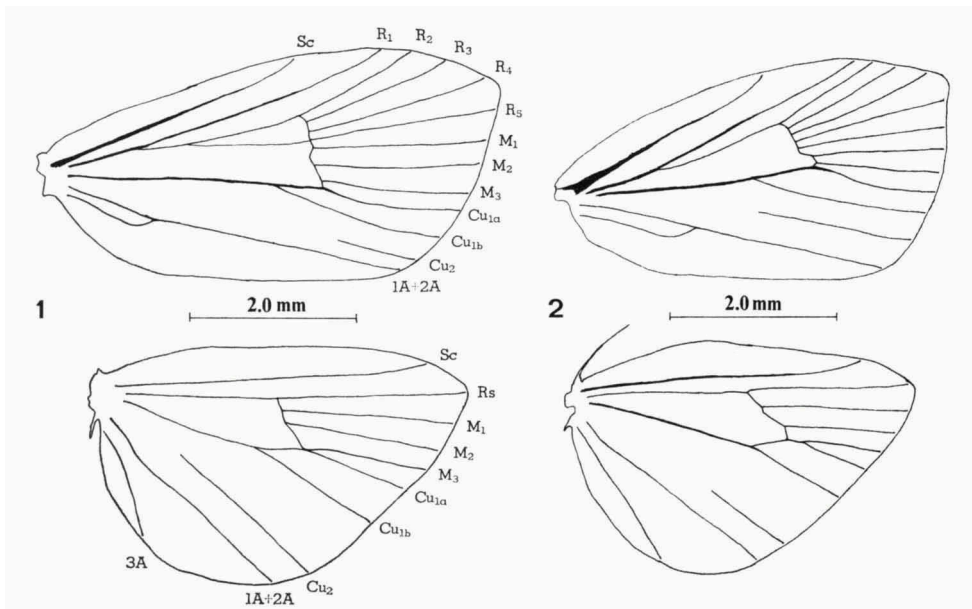 Sc
R₁
R₂
R₃
R₄
R₅
M₁
M₂
M₃
Cu₁ₐ
Cu₁b
Cu₂
1A+2A
1
2.0 mm
2
2.0 mm
Sc
Rs
M₁
M₂
M₃
Cu₁ₐ
Cu₁b
Cu₂
1A+2A
3A